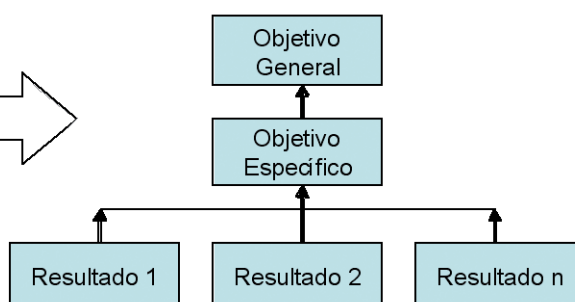 Objetivo
General
Objetivo
Específico
Resultado 1
Resultado 2
Resultado n